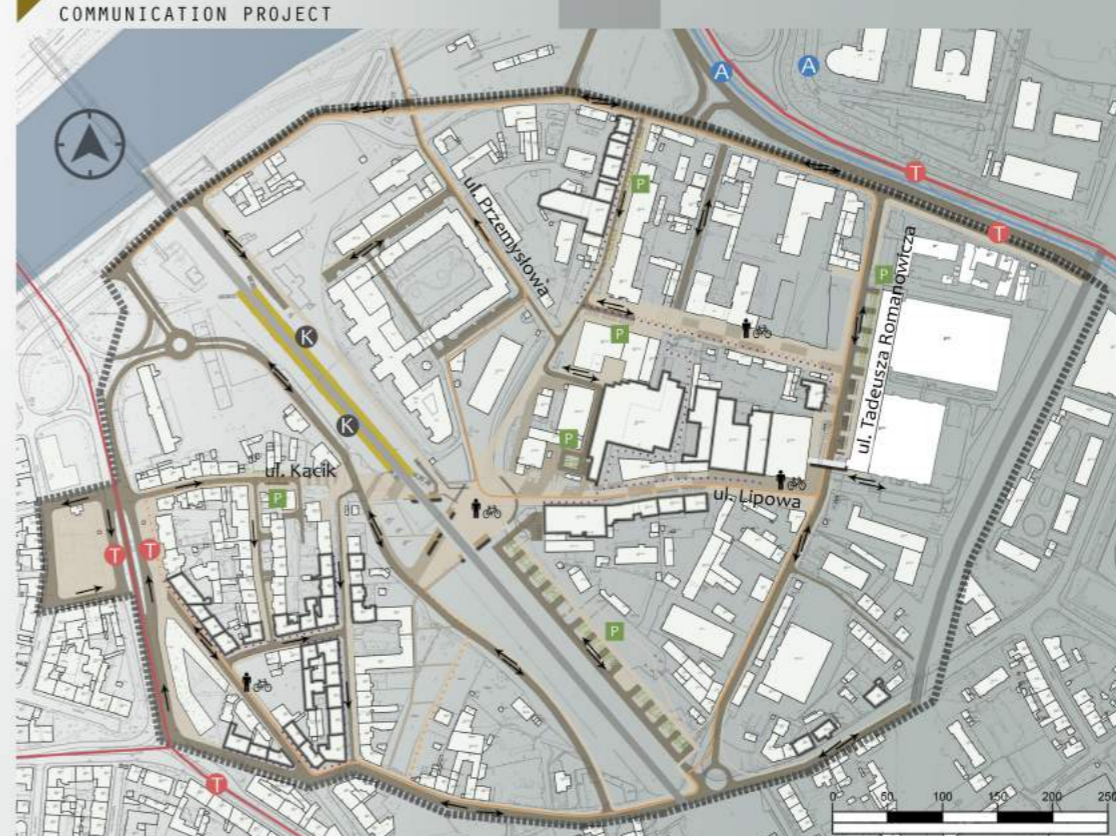 COMMUNICATION PROJECT
A
A
T
P
ul. Przemysłowa
T
ul. Tadeusza Romanowicza
P
K
P
K
P
ul. Kącik
P
ul. Lipowa
T
T
P
T
0 50 100 150 200 250